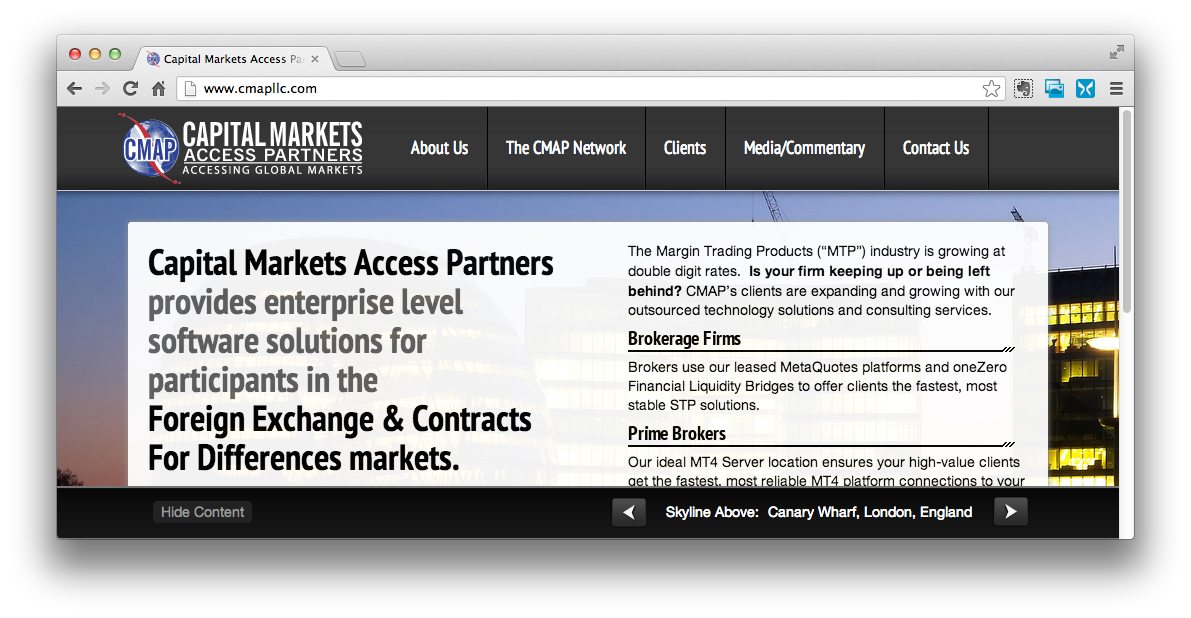 Capital Markets Access Pa
www.cmapllc.com
CMAP
CAPITAL MARKETS
ACCESS PARTNERS
ACCESSING GLOBAL MARKETS
About Us
The CMAP Network
Clients
Media/Commentary
Contact Us
Capital Markets Access Partners
provides enterprise level
software solutions for
participants in the
Foreign Exchange & Contracts
For Differences markets.
The Margin Trading Products (“MTP”) industry is growing at
double digit rates.  Is your firm keeping up or being left
behind? CMAP’s clients are expanding and growing with our
outsourced technology solutions and consulting services.
Brokerage Firms
Brokers use our leased MetaQuotes platforms and oneZero
Financial Liquidity Bridges to offer clients the fastest, most
stable STP solutions.
Prime Brokers
Our ideal MT4 Server location ensures your high-value clients
get the fastest, most reliable MT4 platform connections to your
Hide Content
Skyline Above:  Canary Wharf, London, England